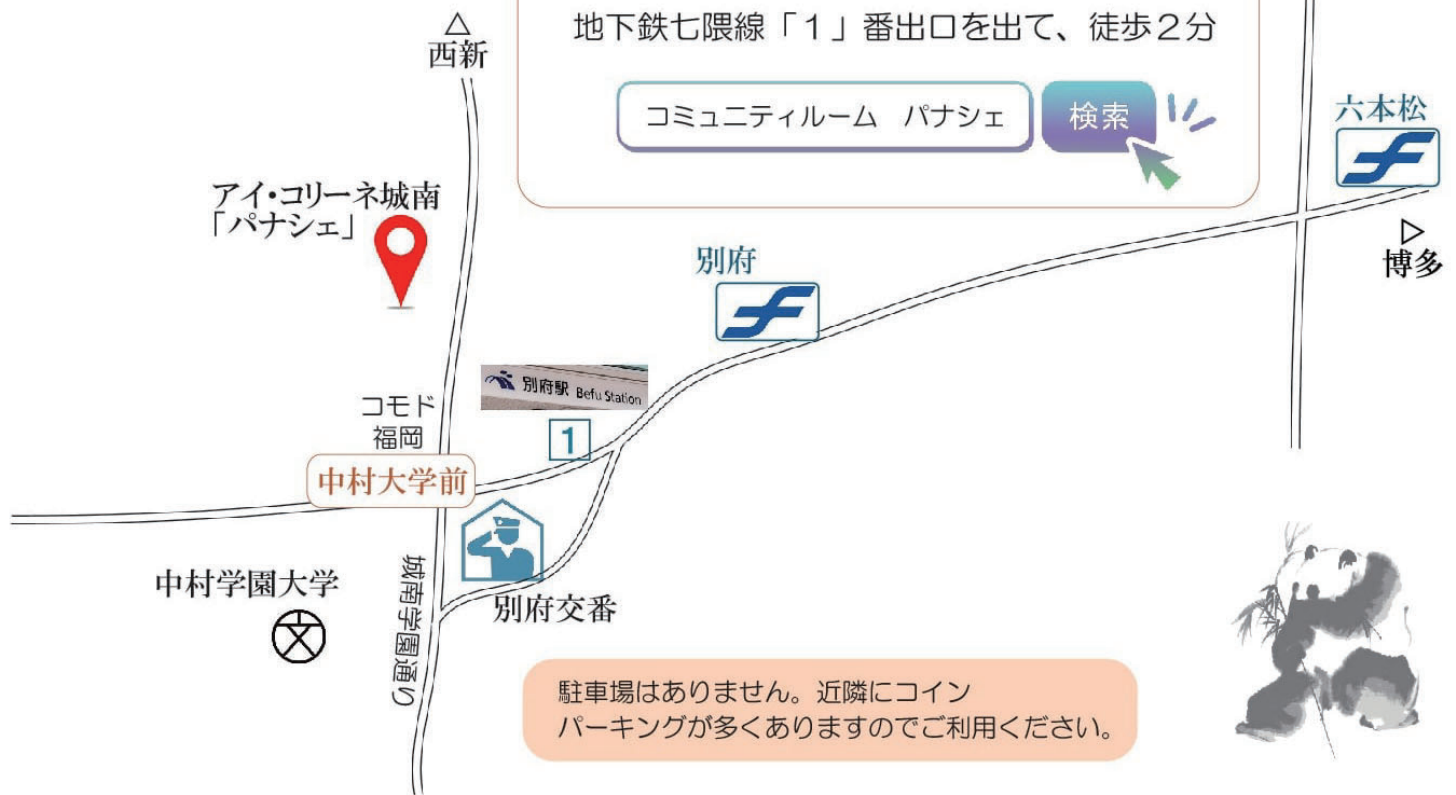 地下鉄七隈線「1」番出口を出て、徒歩2分
コミュニティルーム　パナシェ
検索
△
西新
六本松
▷
博多
アイ・コリーネ城南
「パナシェ」
別府
別府駅 Befu Station
1
コモド
福岡
中村大学前
中村学園大学
文
城南学園通り
別府交番
駐車場はありません。近隣にコイン
パーキングが多くありますのでご利用ください。